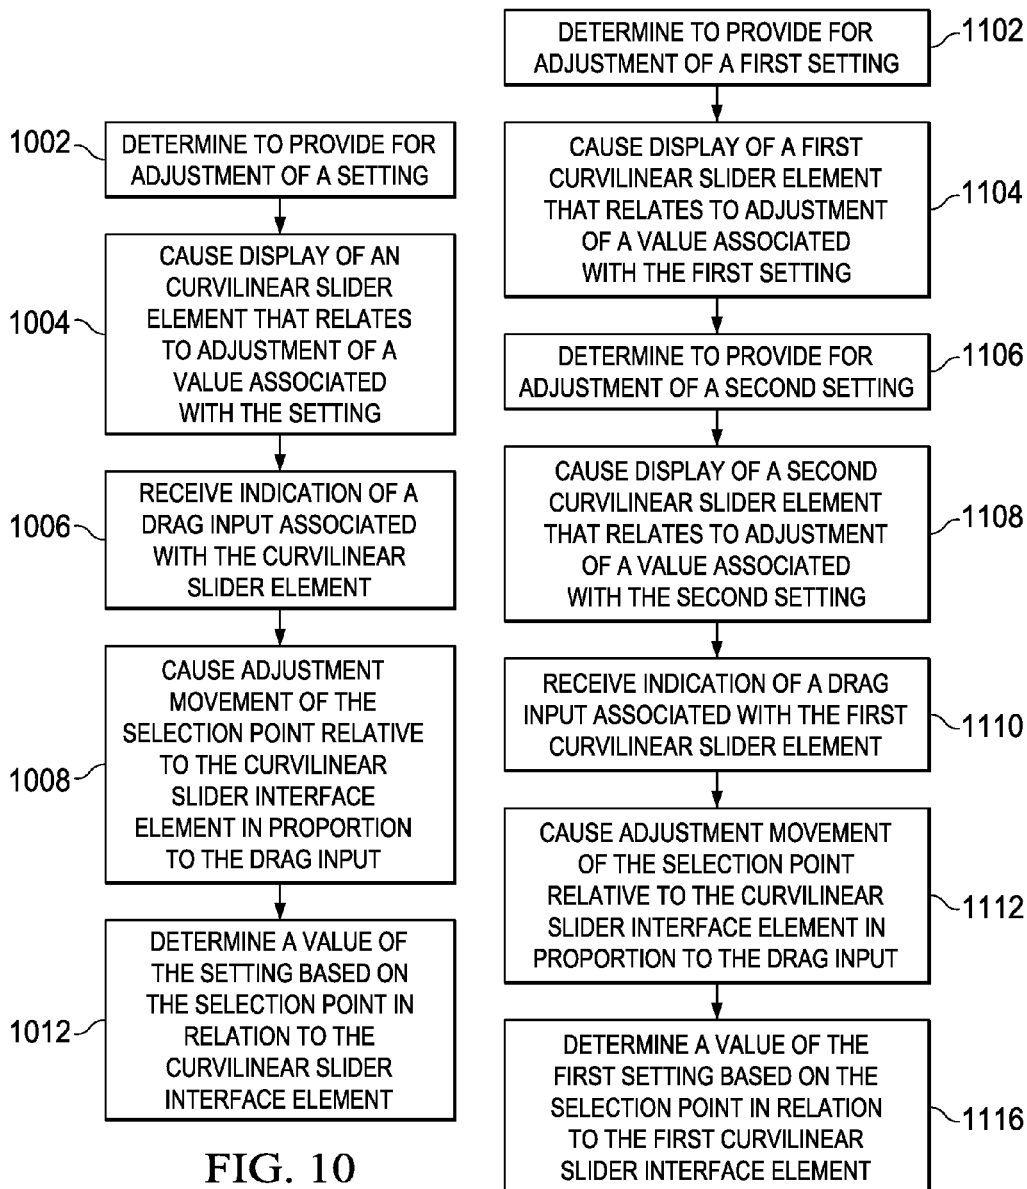 1002
DETERMINE TO PROVIDE FOR
ADJUSTMENT OF A SETTING
1004
CAUSE DISPLAY OF AN
CURVILINEAR SLIDER
ELEMENT THAT RELATES
TO ADJUSTMENT OF A
VALUE ASSOCIATED
WITH THE SETTING
1006
RECEIVE INDICATION OF A
DRAG INPUT ASSOCIATED
WITH THE CURVILINEAR
SLIDER ELEMENT
1008
CAUSE ADJUSTMENT
MOVEMENT OF THE
SELECTION POINT RELATIVE
TO THE CURVILINEAR
SLIDER INTERFACE
ELEMENT IN PROPORTION
TO THE DRAG INPUT
1012
DETERMINE A VALUE OF
THE SETTING BASED ON
THE SELECTION POINT IN
RELATION TO THE
CURVILINEAR SLIDER
INTERFACE ELEMENT
FIG. 10
DETERMINE TO PROVIDE FOR
ADJUSTMENT OF A FIRST SETTING
1102
CAUSE DISPLAY OF A FIRST
CURVILINEAR SLIDER ELEMENT
THAT RELATES TO ADJUSTMENT
OF A VALUE ASSOCIATED
WITH THE FIRST SETTING
1104
DETERMINE TO PROVIDE FOR
ADJUSTMENT OF A SECOND SETTING
1106
CAUSE DISPLAY OF A SECOND
CURVILINEAR SLIDER ELEMENT
THAT RELATES TO ADJUSTMENT
OF A VALUE ASSOCIATED
WITH THE SECOND SETTING
1108
RECEIVE INDICATION OF A DRAG
INPUT ASSOCIATED WITH THE FIRST
CURVILINEAR SLIDER ELEMENT
1110
CAUSE ADJUSTMENT MOVEMENT
OF THE SELECTION POINT
RELATIVE TO THE CURVILINEAR
SLIDER INTERFACE ELEMENT IN
PROPORTION TO THE DRAG INPUT
1112
DETERMINE A VALUE OF THE
FIRST SETTING BASED ON THE
SELECTION POINT IN RELATION
TO THE FIRST CURVILINEAR
SLIDER INTERFACE ELEMENT
1116